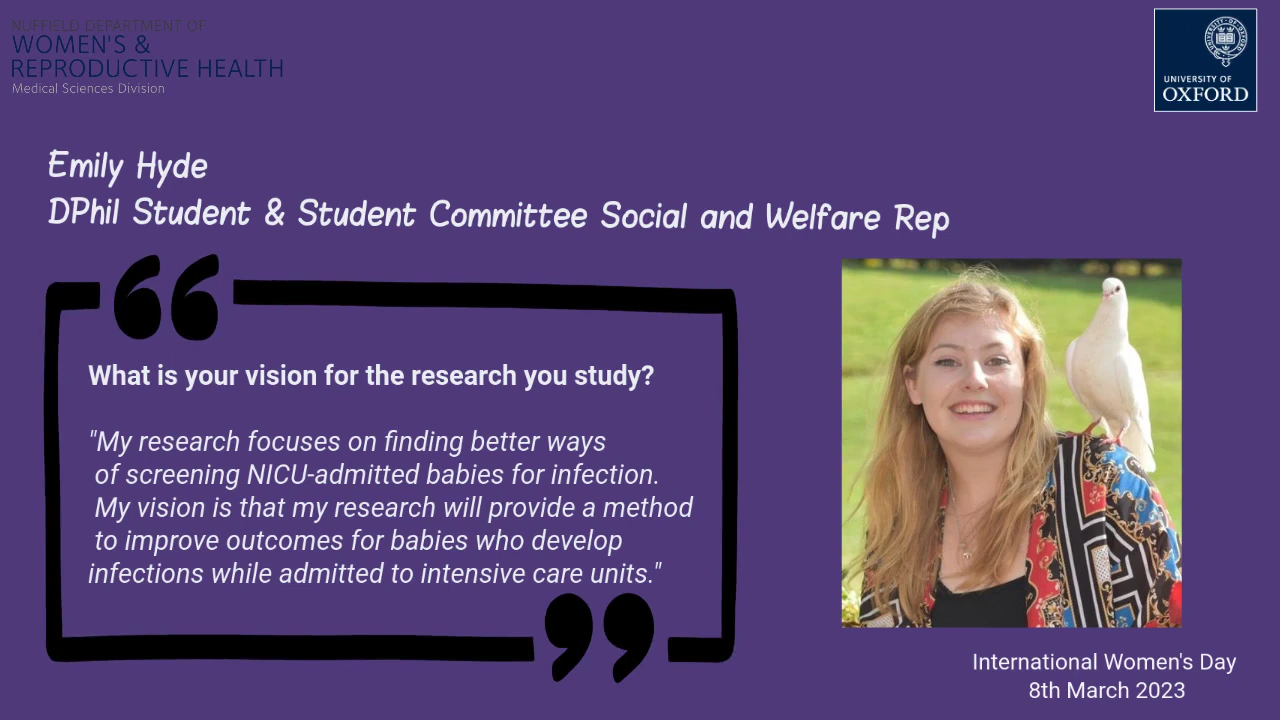 NUFFIELD DEPARTMENT OF
WOMEN'S &
REPRODUCTIVE HEALTH
Medical Sciences Division
UNIVERSITY OF
OXFORD
Emily Hyde
DPhil Student & Student Committee Social and Welfare Rep
What is your vision for the research you study?
"My research focuses on finding better ways
of screening NICU-admitted babies for infection.
My vision is that my research will provide a method
to improve outcomes for babies who develop
infections while admitted to intensive care units."
International Women's Day
8th March 2023